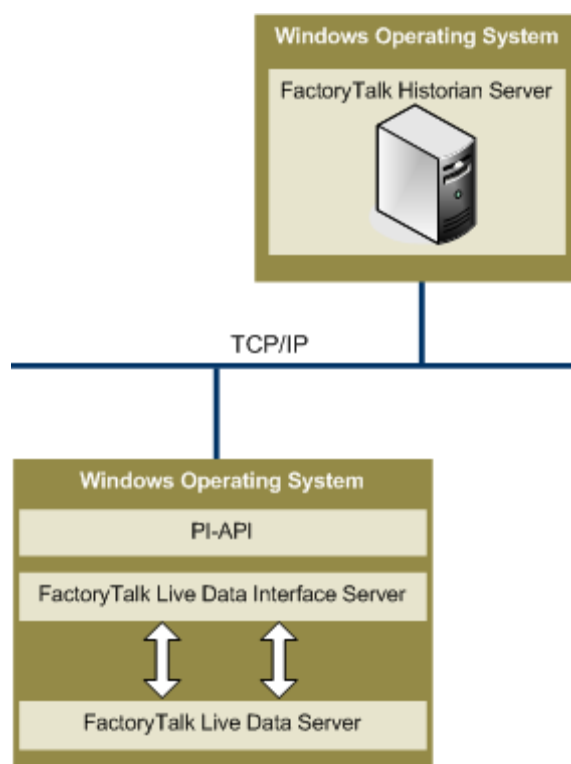 Windows Operating System
FactoryTalk Historian Server
TCP/IP
Windows Operating System
PI-API
FactoryTalk Live Data Interface Server
FactoryTalk Live Data Server